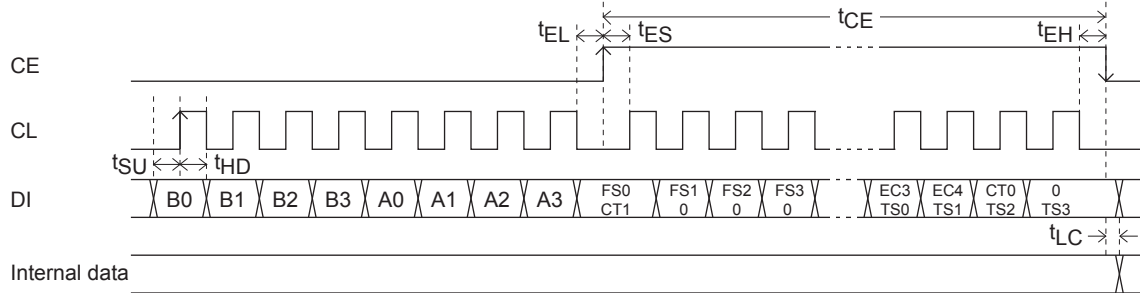 tCE
tEL tES tEH
CE
CL
tSU tHD
DI B0 B1 B2 B3 A0 A1 A2 A3 FS0 FS1 FS2 FS3 EC3 EC4 CT0 0
CT1 0 0 0 TS0 TS1 TS2 TS3
tLC
Internal data